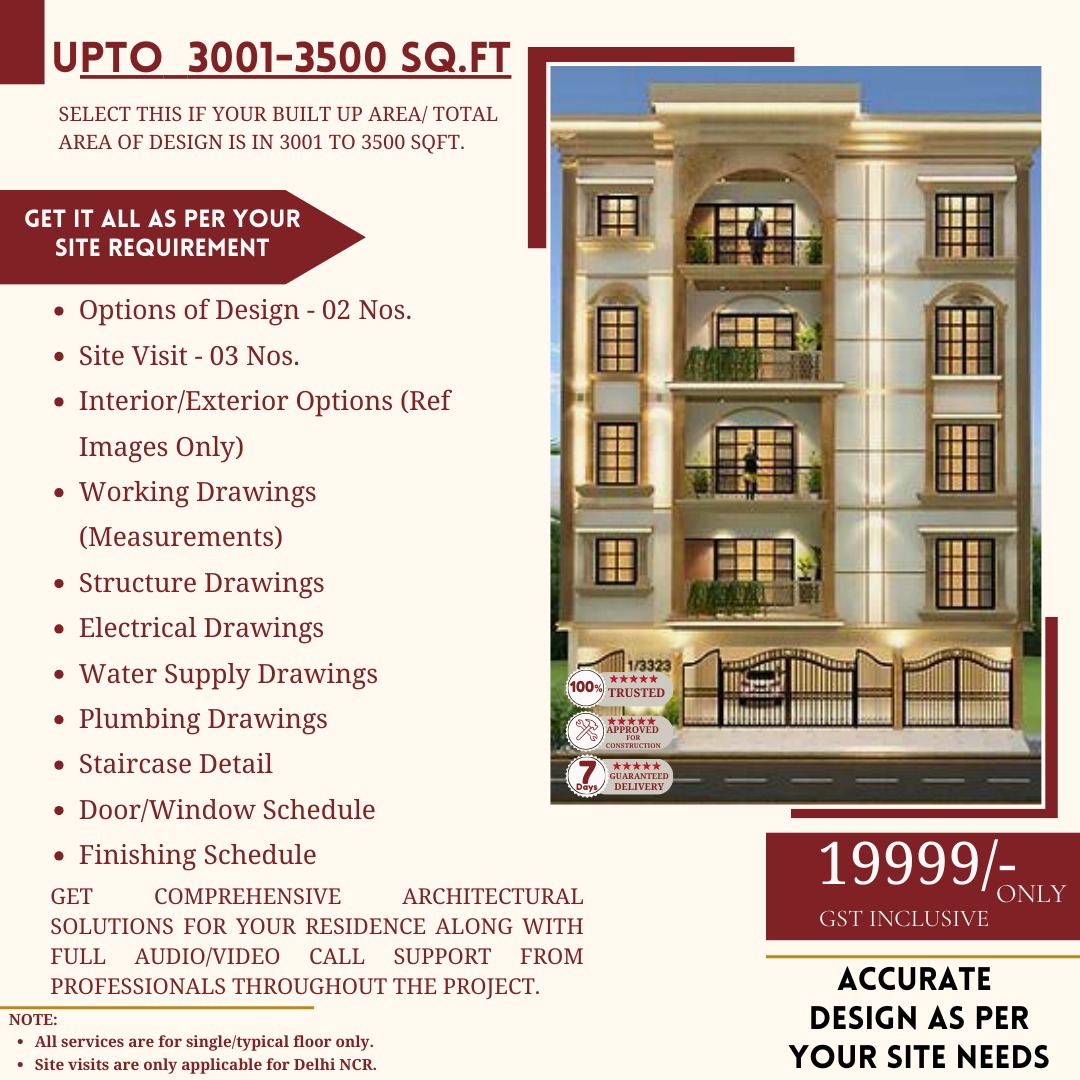 UPTO 3001-3500 SQ.FT
SELECT THIS IF YOUR BUILT UP AREA/ TOTAL
AREA OF DESIGN IS IN 3001 TO 3500 SQFT.
GET IT ALL AS PER YOUR
SITE REQUIREMENT
• Options of Design - 02 Nos.
• Site Visit - 03 Nos.
• Interior/Exterior Options (Ref
Images Only)
• Working Drawings
(Measurements)
• Structure Drawings
• Electrical Drawings
• Water Supply Drawings
• Plumbing Drawings
• Staircase Detail
• Door/Window Schedule
• Finishing Schedule
GET COMPREHENSIVE ARCHITECTURAL
SOLUTIONS FOR YOUR RESIDENCE ALONG WITH
FULL AUDIO/VIDEO CALL SUPPORT FROM
PROFESSIONALS THROUGHOUT THE PROJECT.
NOTE:
• All services are for single/typical floor only.
• Site visits are only applicable for Delhi NCR.
1/3323
100%
TRUSTED
APPROVED
FOR
CONSTRUCTION
7
Days
GUARANTEED
DELIVERY
19999/-
ONLY
GST INCLUSIVE
ACCURATE
DESIGN AS PER
YOUR SITE NEEDS